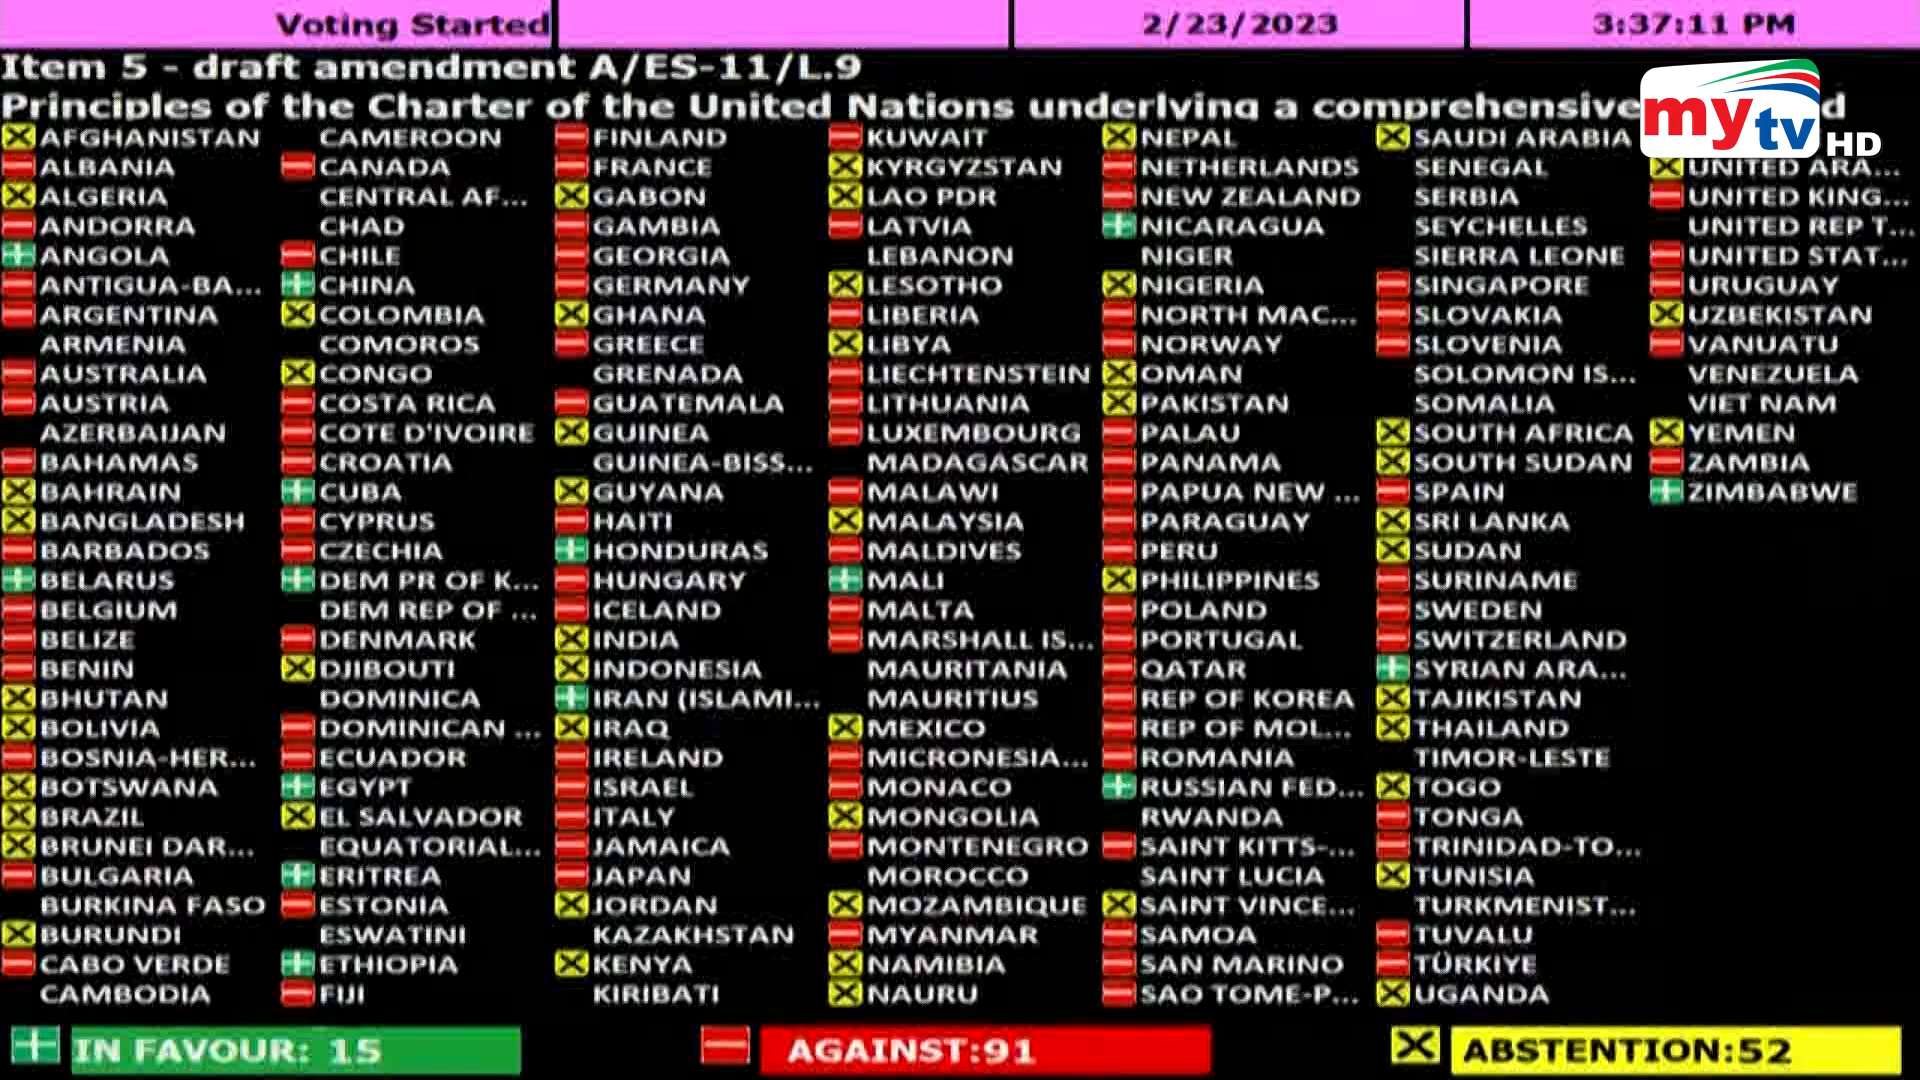 Voting Started 2/23/2023 3:37:11 PM
Item 5 - draft amendment A/ES-11/L.9
Principles of the Charter of the United Nations underlying a comprehensive
mytv HD
AFGHANISTAN CAMEROON FINLAND KUWAIT NEPAL SAUDI ARABIA
ALBANIA CANADA FRANCE KYRGYZSTAN NETHERLANDS SENEGAL UNITED ARA...
ALGERIA CENTRAL AF... GABON LAO PDR NEW ZEALAND SERBIA UNITED KING...
ANDORRA CHAD GAMBIA LATVIA NICARAGUA SEYCHELLES UNITED REP T...
ANGOLA CHILE GEORGIA LEBANON NIGER SIERRA LEONE UNITED STAT...
ANTIGUA-BA... CHINA GERMANY LESOTHO NIGERIA SINGAPORE URUGUAY
ARGENTINA COLOMBIA GHANA LIBERIA NORTH MAC... SLOVAKIA UZBEKISTAN
ARMENIA COMOROS GREECE LIBYA NORWAY SLOVENIA VANUATU
AUSTRALIA CONGO GRENADA LIECHTENSTEIN OMAN SOLOMON IS... VENEZUELA
AUSTRIA COSTA RICA GUATEMALA LITHUANIA PAKISTAN SOMALIA VIET NAM
AZERBAIJAN COTE D'IVOIRE GUINEA LUXEMBOURG PALAU SOUTH AFRICA YEMEN
BAHAMAS CROATIA GUINEA-BISS... MADAGASCAR PANAMA SOUTH SUDAN ZAMBIA
BAHRAIN CUBA GUYANA MALAWI PAPUA NEW ... SPAIN ZIMBABWE
BANGLADESH CYPRUS HAITI MALAYSIA PARAGUAY SRI LANKA
BARBADOS CZECHIA HONDURAS MALDIVES PERU SUDAN
BELARUS DEM PR OF K... HUNGARY MALI PHILIPPINES SURINAME
BELGIUM DEM REP OF ... ICELAND MALTA POLAND SWEDEN
BELIZE DENMARK INDIA MARSHALL IS... PORTUGAL SWITZERLAND
BENIN DJIBOUTI INDONESIA MAURITANIA QATAR SYRIAN ARA...
BHUTAN DOMINICA IRAN (ISLAMI... MAURITIUS REP OF KOREA TAJIKISTAN
BOLIVIA DOMINICAN ... IRAQ MEXICO REP OF MOL... THAILAND
BOSNIA-HER... ECUADOR IRELAND MICRONESIA... ROMANIA TIMOR-LESTE
BOTSWANA EGYPT ISRAEL MONACO RUSSIAN FED... TOGO
BRAZIL EL SALVADOR ITALY MONGOLIA RWANDA TONGA
BRUNEI DAR... EQUATORIAL... JAMAICA MONTENEGRO SAINT KITTS-... TRINIDAD-TO...
BULGARIA ERITREA JAPAN MOROCCO SAINT LUCIA TUNISIA
BURKINA FASO ESTONIA JORDAN MOZAMBIQUE SAINT VINCE... TURKMENIST...
BURUNDI ESWATINI KAZAKHSTAN MYANMAR SAMOA TUVALU
CABO VERDE ETHIOPIA KENYA NAMIBIA SAN MARINO TÜRKIYE
CAMBODIA FIJI KIRIBATI NAURU SAO TOME-P... UGANDA
IN FAVOUR: 15 AGAINST:91 ABSTENTION:52